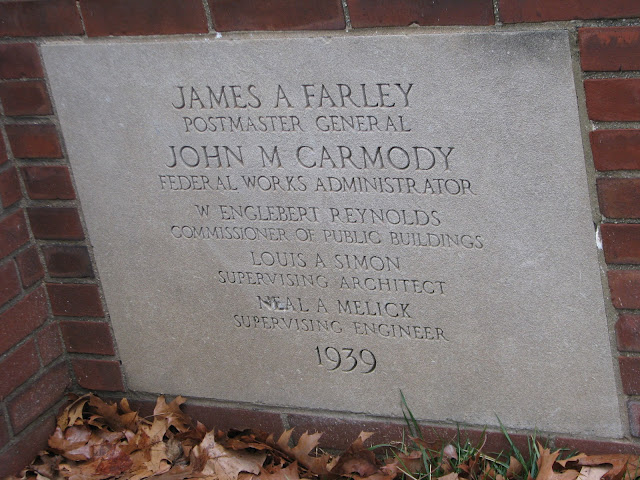 JAMES A FARLEY
POSTMASTER GENERAL
JOHN M CARMODY
FEDERAL WORKS ADMINISTRATOR
W ENGLEBERT REYNOLDS
COMMISSIONER OF PUBLIC BUILDINGS
LOUIS A SIMON
SUPERVISING ARCHITECT
NEAL A MELICK
SUPERVISING ENGINEER
1939